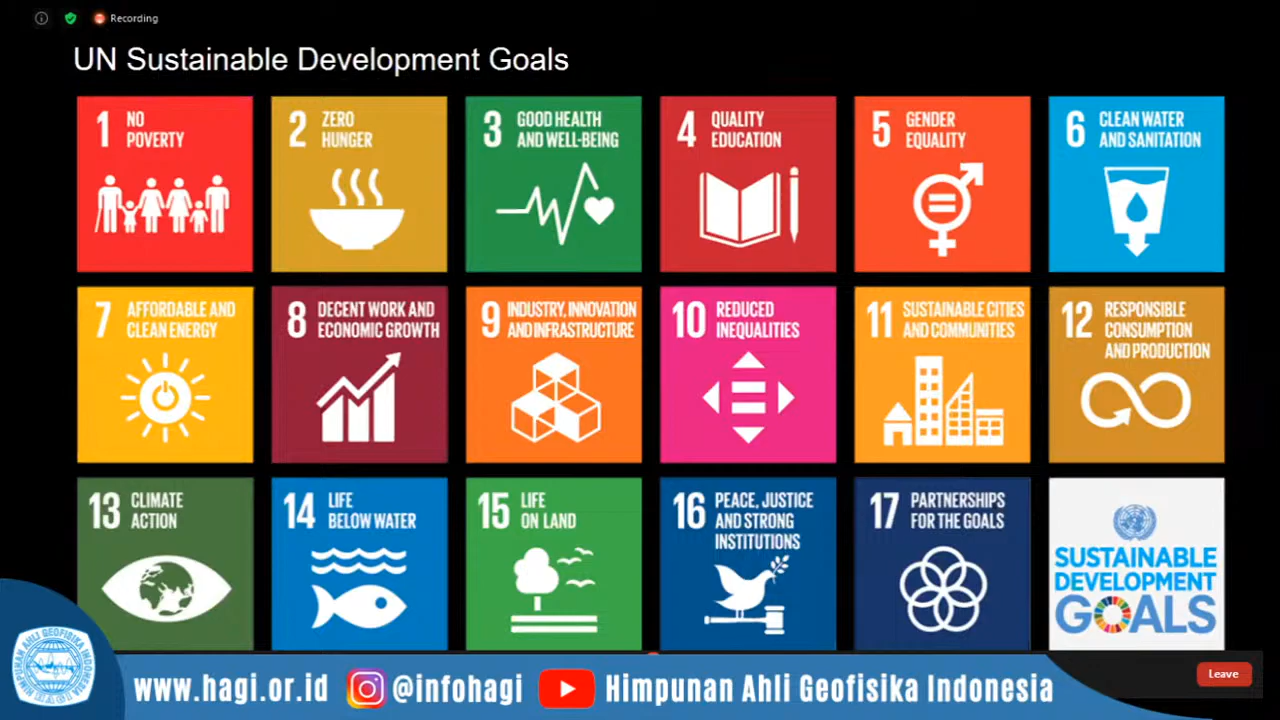 Recording
UN Sustainable Development Goals
1 NO
POVERTY
2 ZERO
HUNGER
3 GOOD HEALTH
AND WELL-BEING
4 QUALITY
EDUCATION
5 GENDER
EQUALITY
6 CLEAN WATER
AND SANITATION
7 AFFORDABLE AND
CLEAN ENERGY
8 DECENT WORK AND
ECONOMIC GROWTH
9 INDUSTRY, INNOVATION
AND INFRASTRUCTURE
10 REDUCED
INEQUALITIES
11 SUSTAINABLE CITIES
AND COMMUNITIES
12 RESPONSIBLE
CONSUMPTION
AND PRODUCTION
13 CLIMATE
ACTION
14 LIFE
BELOW WATER
15 LIFE
ON LAND
16 PEACE, JUSTICE
AND STRONG
INSTITUTIONS
17 PARTNERSHIPS
FOR THE GOALS
SUSTAINABLE
DEVELOPMENT
GOALS
HIMPUNAN AHLI GEOFISIKA INDONESIA
www.hagi.or.id @infohagi Himpunan Ahli Geofisika Indonesia
Leave